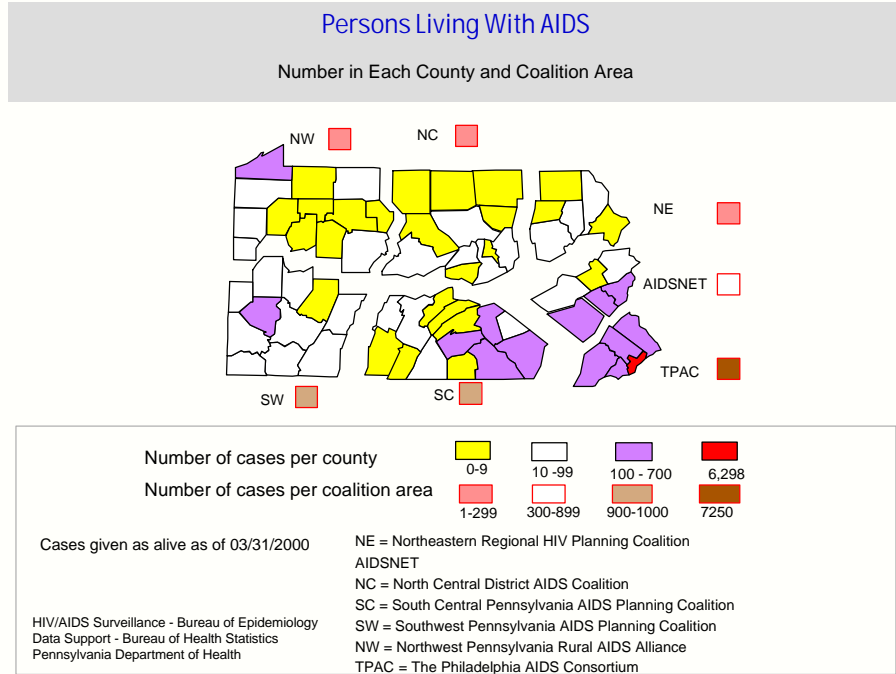 Persons Living With AIDS
Number in Each County and Coalition Area
NW
NC
NE
AIDSNET
TPAC
SW
SC
Number of cases per county
0-9
10 -99
100 - 700
6,298
Number of cases per coalition area
1-299
300-899
900-1000
7250
Cases given as alive as of 03/31/2000
NE = Northeastern Regional HIV Planning Coalition
AIDSNET
NC = North Central District AIDS Coalition
SC = South Central Pennsylvania AIDS Planning Coalition
SW = Southwest Pennsylvania AIDS Planning Coalition
NW = Northwest Pennsylvania Rural AIDS Alliance
TPAC = The Philadelphia AIDS Consortium
HIV/AIDS Surveillance - Bureau of Epidemiology
Data Support - Bureau of Health Statistics
Pennsylvania Department of Health